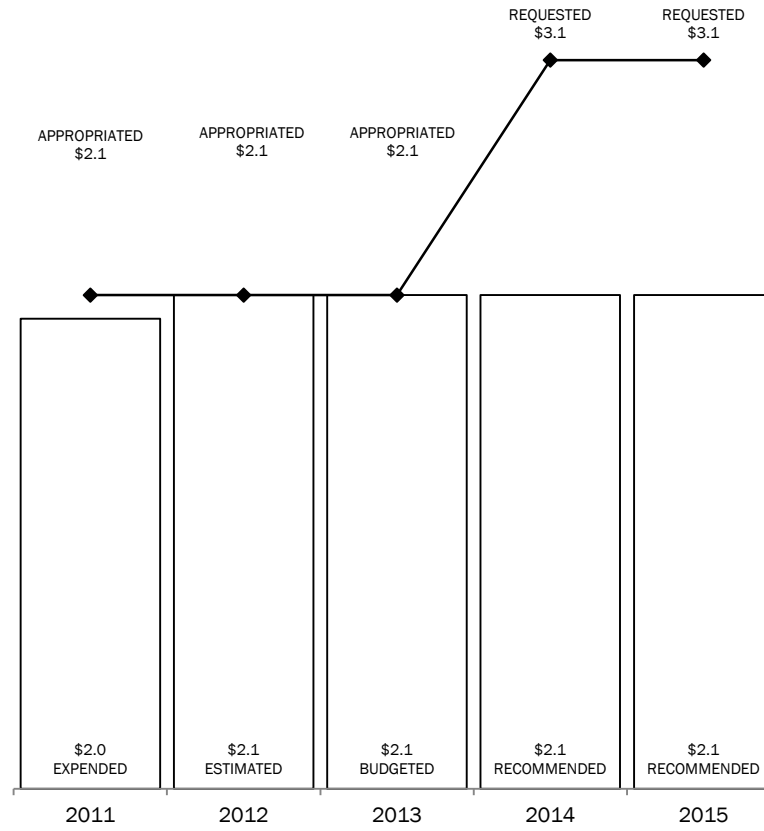 REQUESTED
$3.1
REQUESTED
$3.1
APPROPRIATED
$2.1
APPROPRIATED
$2.1
APPROPRIATED
$2.1
$2.0
EXPENDED
$2.1
ESTIMATED
$2.1
BUDGETED
$2.1
RECOMMENDED
$2.1
RECOMMENDED
2011
2012
2013
2014
2015